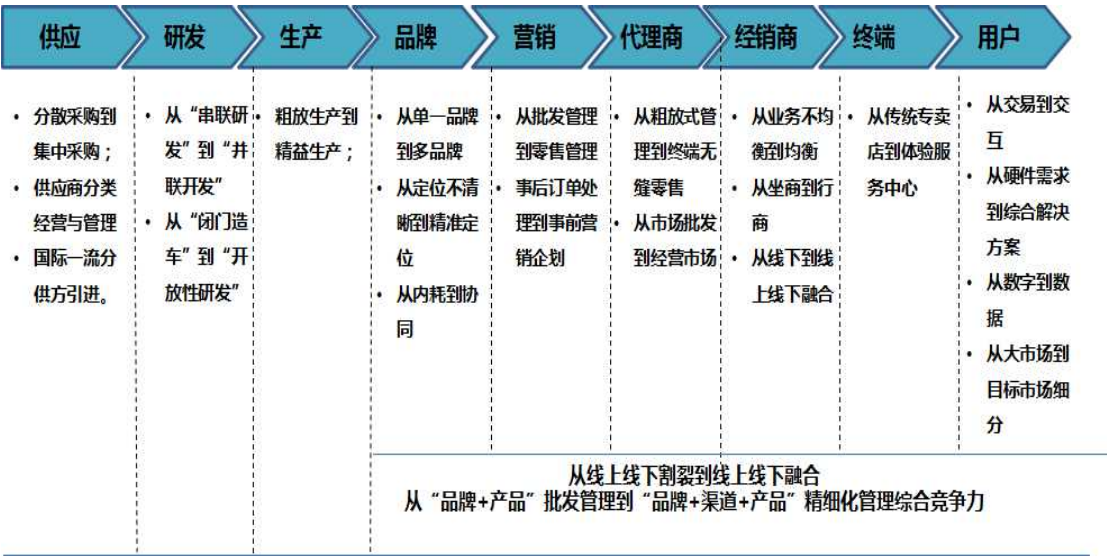 供应
研发
生产
品牌
营销
代理商
经销商
终端
用户
• 分散采购到
集中采购；
• 供应商分类
经营与管理
• 国际一流分
供方引进。
• 从“串联研
发”到“并
联开发”
• 从“闭门造
车”到“开
放性研发”
• 粗放生产到
精益生产；
• 从单一品牌
到多品牌
• 从定位不清
晰到精准定
位
• 从内耗到协
同
• 从批发管理
到零售管理
• 事后订单处
理到事前营
销企划
• 从粗放式管
理到终端无
缝零售
• 从市场批发
到经营市场
• 从业务不均
衡到均衡
• 从坐商到行
商
• 从线下到线
上线下融合
• 从传统专卖
店到体验服
务中心
• 从交易到交
互
• 从硬件需求
到综合解决
方案
• 从数字到数
据
• 从大市场到
目标市场细
分
从线上线下割裂到线上线下融合
从“品牌+产品”批发管理到“品牌+渠道+产品”精细化管理综合竞争力